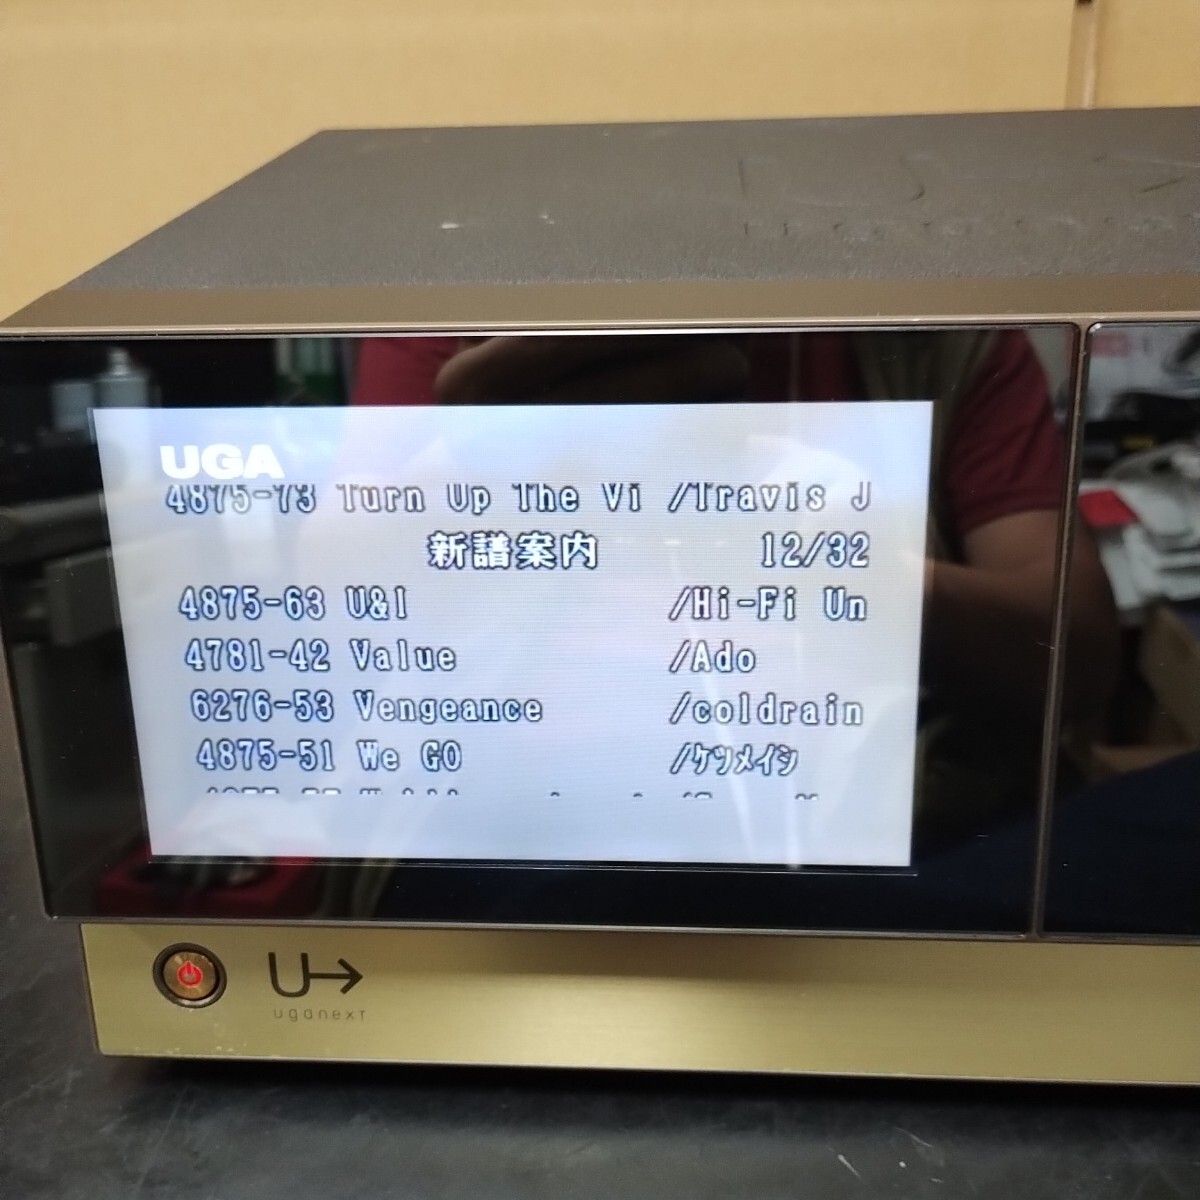 UGA
4875-73 Turn Up The Vi /Travis J
新譜案内 12/32
4875-63 U&I /Hi-Fi Un
4781-42 Value /Ado
6276-53 Vengeance /coldrain
4875-51 We GO /ケツメイシ
U
uganexT